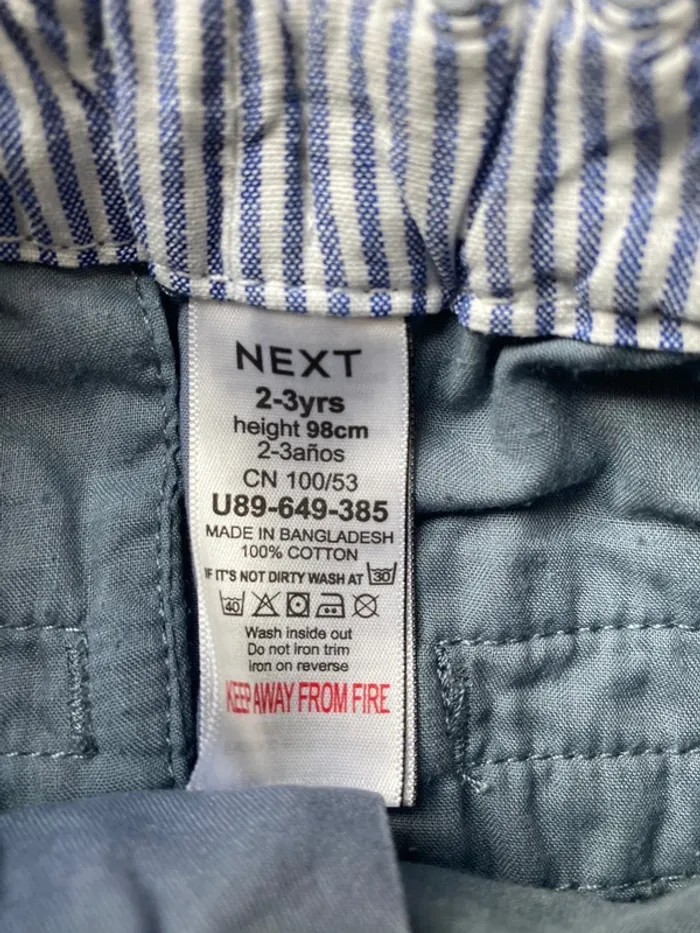 NEXT
2-3yrs
height 98cm
2-3años
CN 100/53
U89-649-385
MADE IN BANGLADESH
100% COTTON
IF IT'S NOT DIRTY WASH AT 30
40
Wash inside out
Do not iron trim
Iron on reverse
KEEP AWAY FROM FIRE